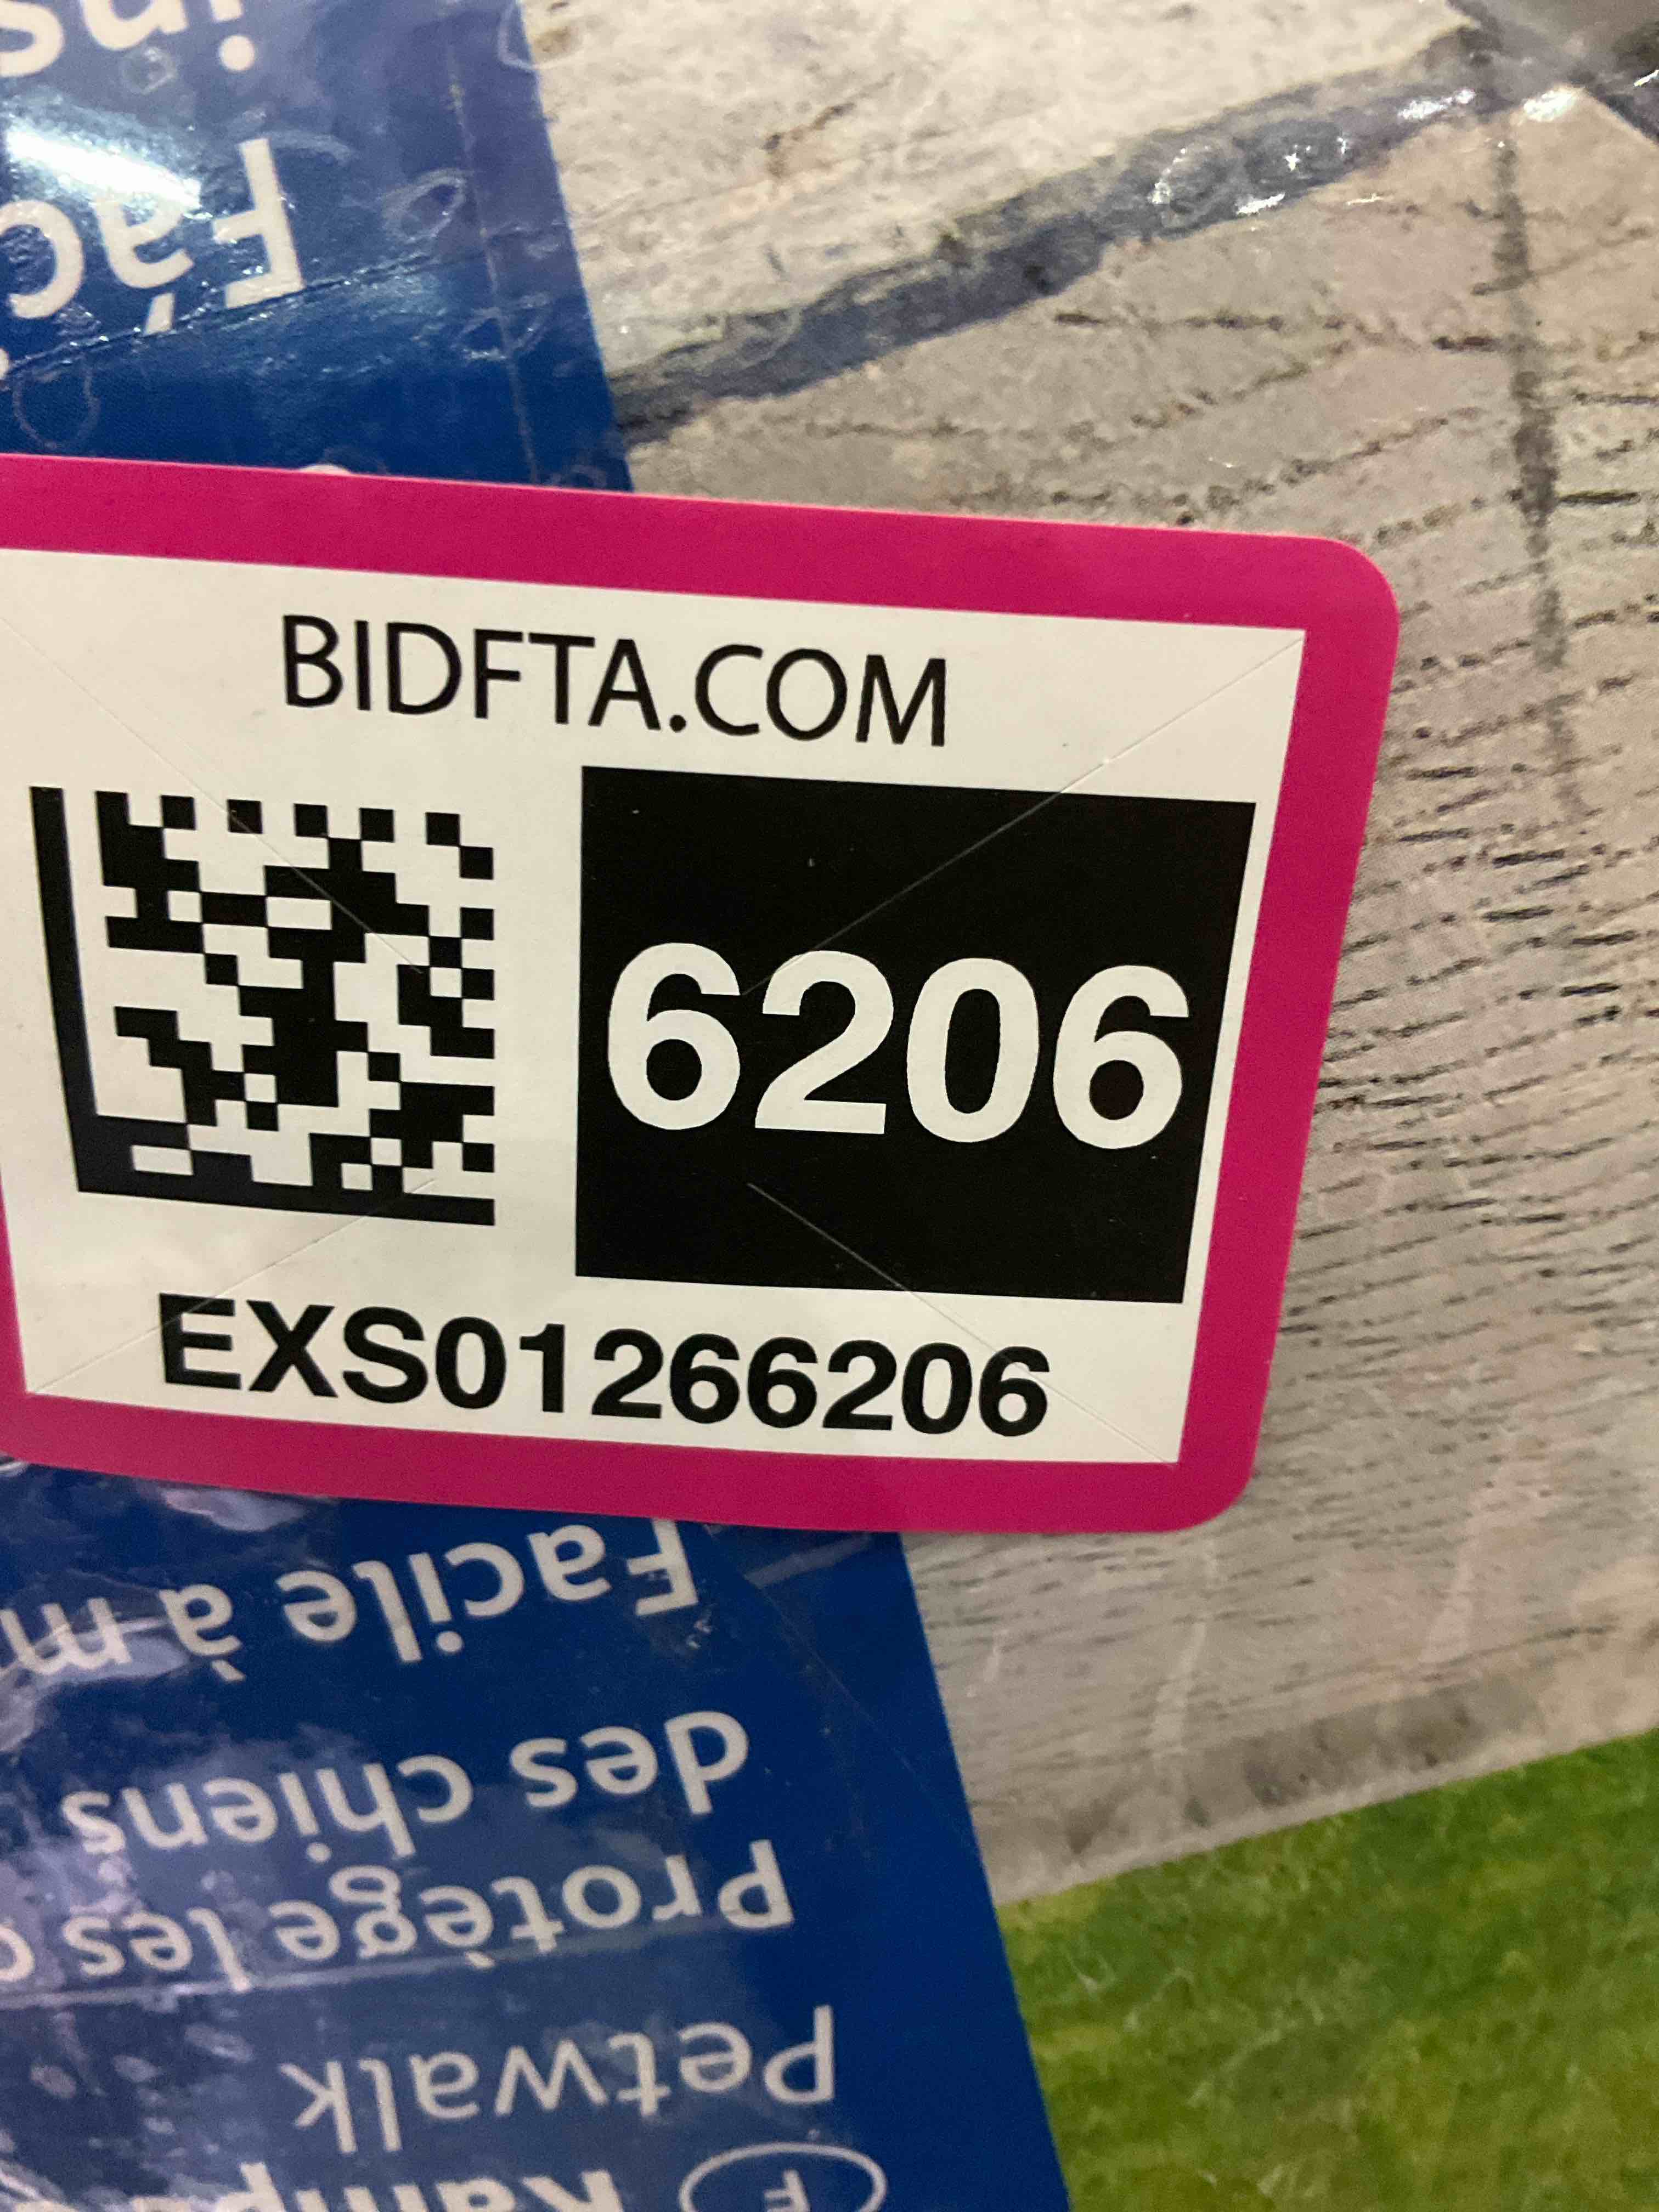 BIDFTA.COM
6206
EXS01266206
F
Petwalk
Protège les
des chiens
Facile à